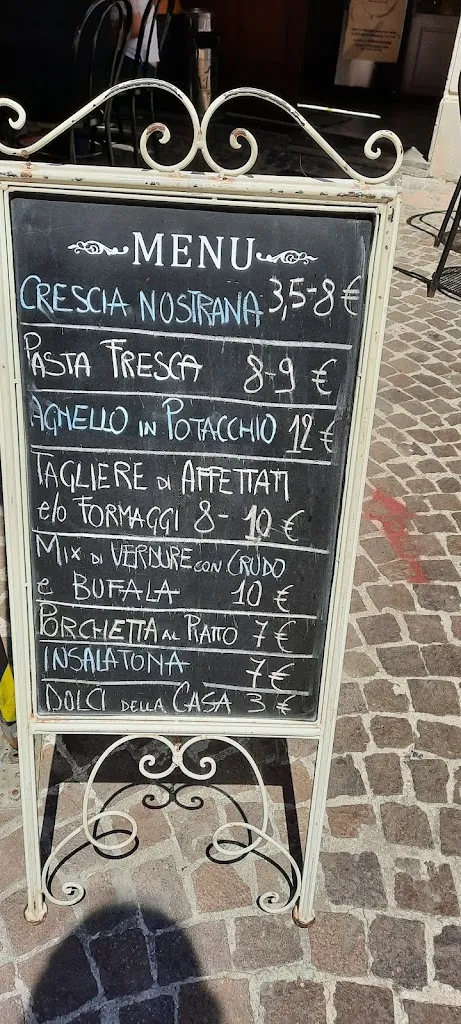 MENU
CRESCIA NOSTRANA 3,5-8 €
PASTA FRESCA 8-9 €
AGNELLO IN POTACCHIO 12 €
TAGLIERE DI AFFETTATI
e/o FORMAGGI 8-10 €
MIX DI VERDURE CON CRUDO
e BUFALA 10 €
PORCHETTA AL PIATTO 7 €
INSALATONA 7 €
DOLCI DELLA CASA 3 €